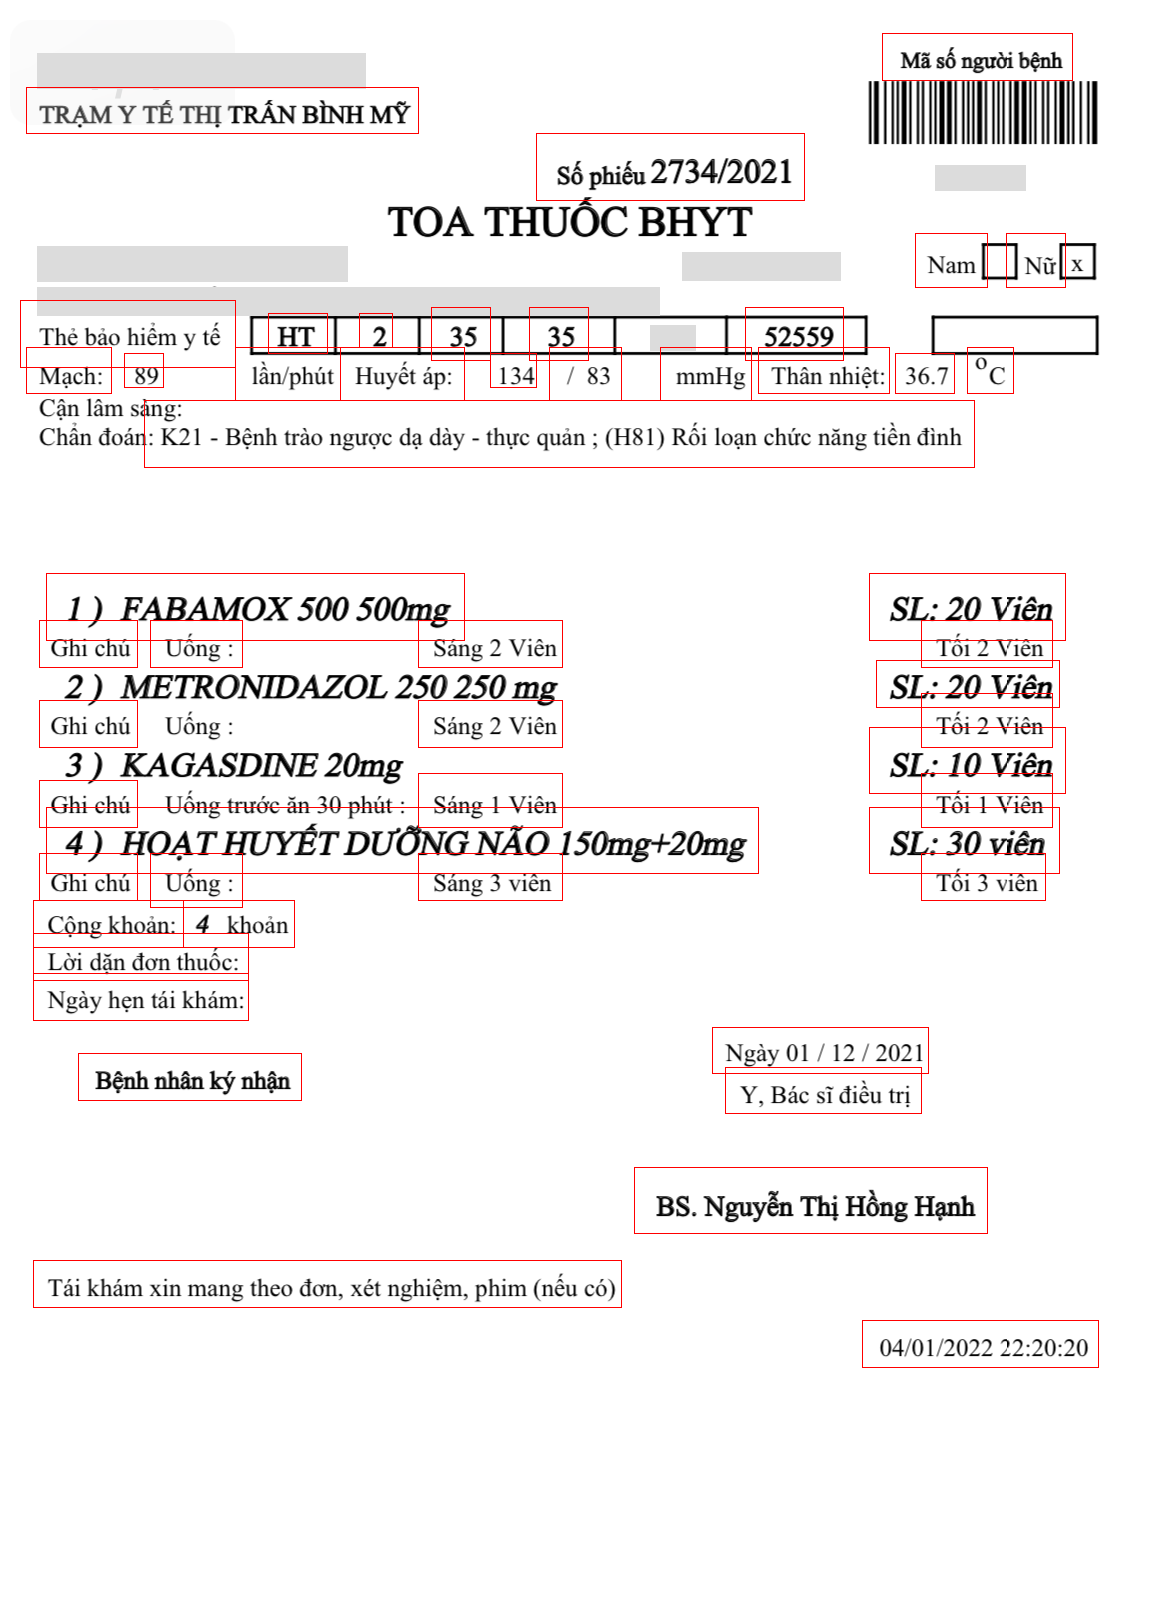 Mã số người bệnh
TRẠM Y TẾ THỊ TRẤN BÌNH MỸ
Số phiếu 2734/2021
TOA THUỐC BHYT
Nam Nữ x
Thẻ bảo hiểm y tế HT 2 35 35 52559
Mạch: 89 lần/phút Huyết áp: 134 / 83 mmHg Thân nhiệt: 36.7 oC
Cận lâm sàng:
Chẩn đoán: K21 - Bệnh trào ngược dạ dày - thực quản ; (H81) Rối loạn chức năng tiền đình
1 ) FABAMOX 500 500mg SL: 20 Viên
Ghi chú Uống : Sáng 2 Viên Tối 2 Viên
2 ) METRONIDAZOL 250 250 mg SL: 20 Viên
Ghi chú Uống : Sáng 2 Viên Tối 2 Viên
3 ) KAGASDINE 20mg SL: 10 Viên
Ghi chú Uống trước ăn 30 phút : Sáng 1 Viên Tối 1 Viên
4 ) HOẠT HUYẾT DƯỠNG NÃO 150mg+20mg SL: 30 viên
Ghi chú Uống : Sáng 3 viên Tối 3 viên
Cộng khoản: 4 khoản
Lời dặn đơn thuốc:
Ngày hẹn tái khám:
Ngày 01 / 12 / 2021
Bệnh nhân ký nhận Y, Bác sĩ điều trị
BS. Nguyễn Thị Hồng Hạnh
Tái khám xin mang theo đơn, xét nghiệm, phim (nếu có)
04/01/2022 22:20:20